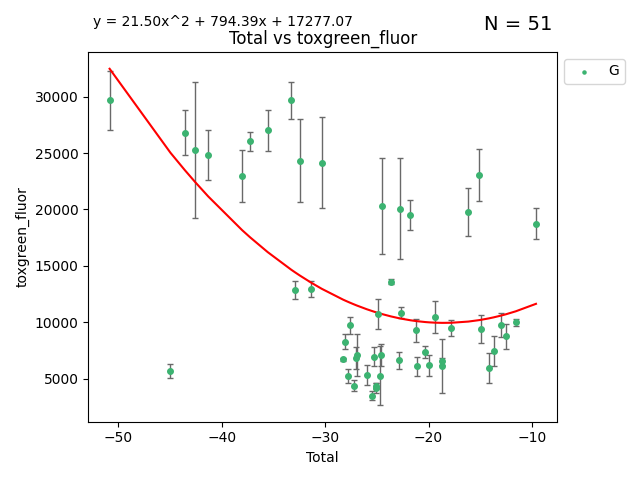 y = 21.50x^2 + 794.39x + 17277.07
N = 51
Total vs toxgreen_fluor
G
toxgreen_fluor
30000
25000
20000
15000
10000
5000
−50
−40
−30
−20
−10
Total